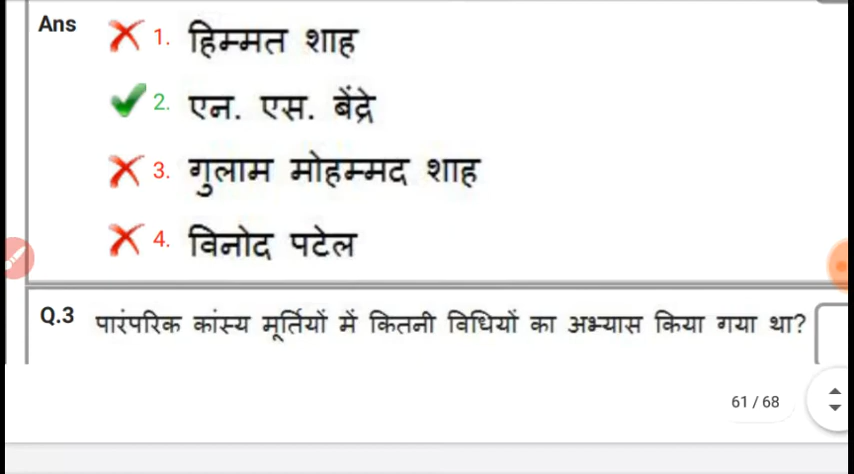 Ans 1. हिम्मत शाह
2. एन. एस. बेंद्रे
3. गुलाम मोहम्मद शाह
4. विनोद पटेल
Q.3 पारंपरिक कांस्य मूर्तियों में कितनी विधियों का अभ्यास किया गया था?
61 / 68